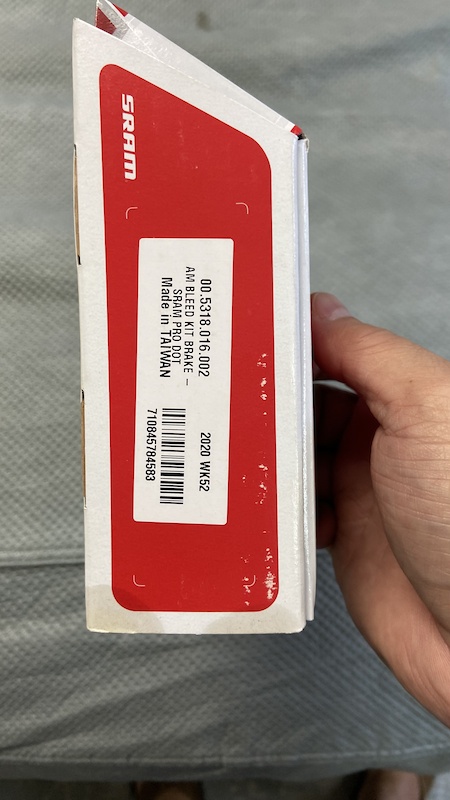 SRAM
00.5318.016.002
2020 WK52
AM BLEED KIT BRAKE –
SRAM PRO DOT
Made in TAIWAN
710845784583